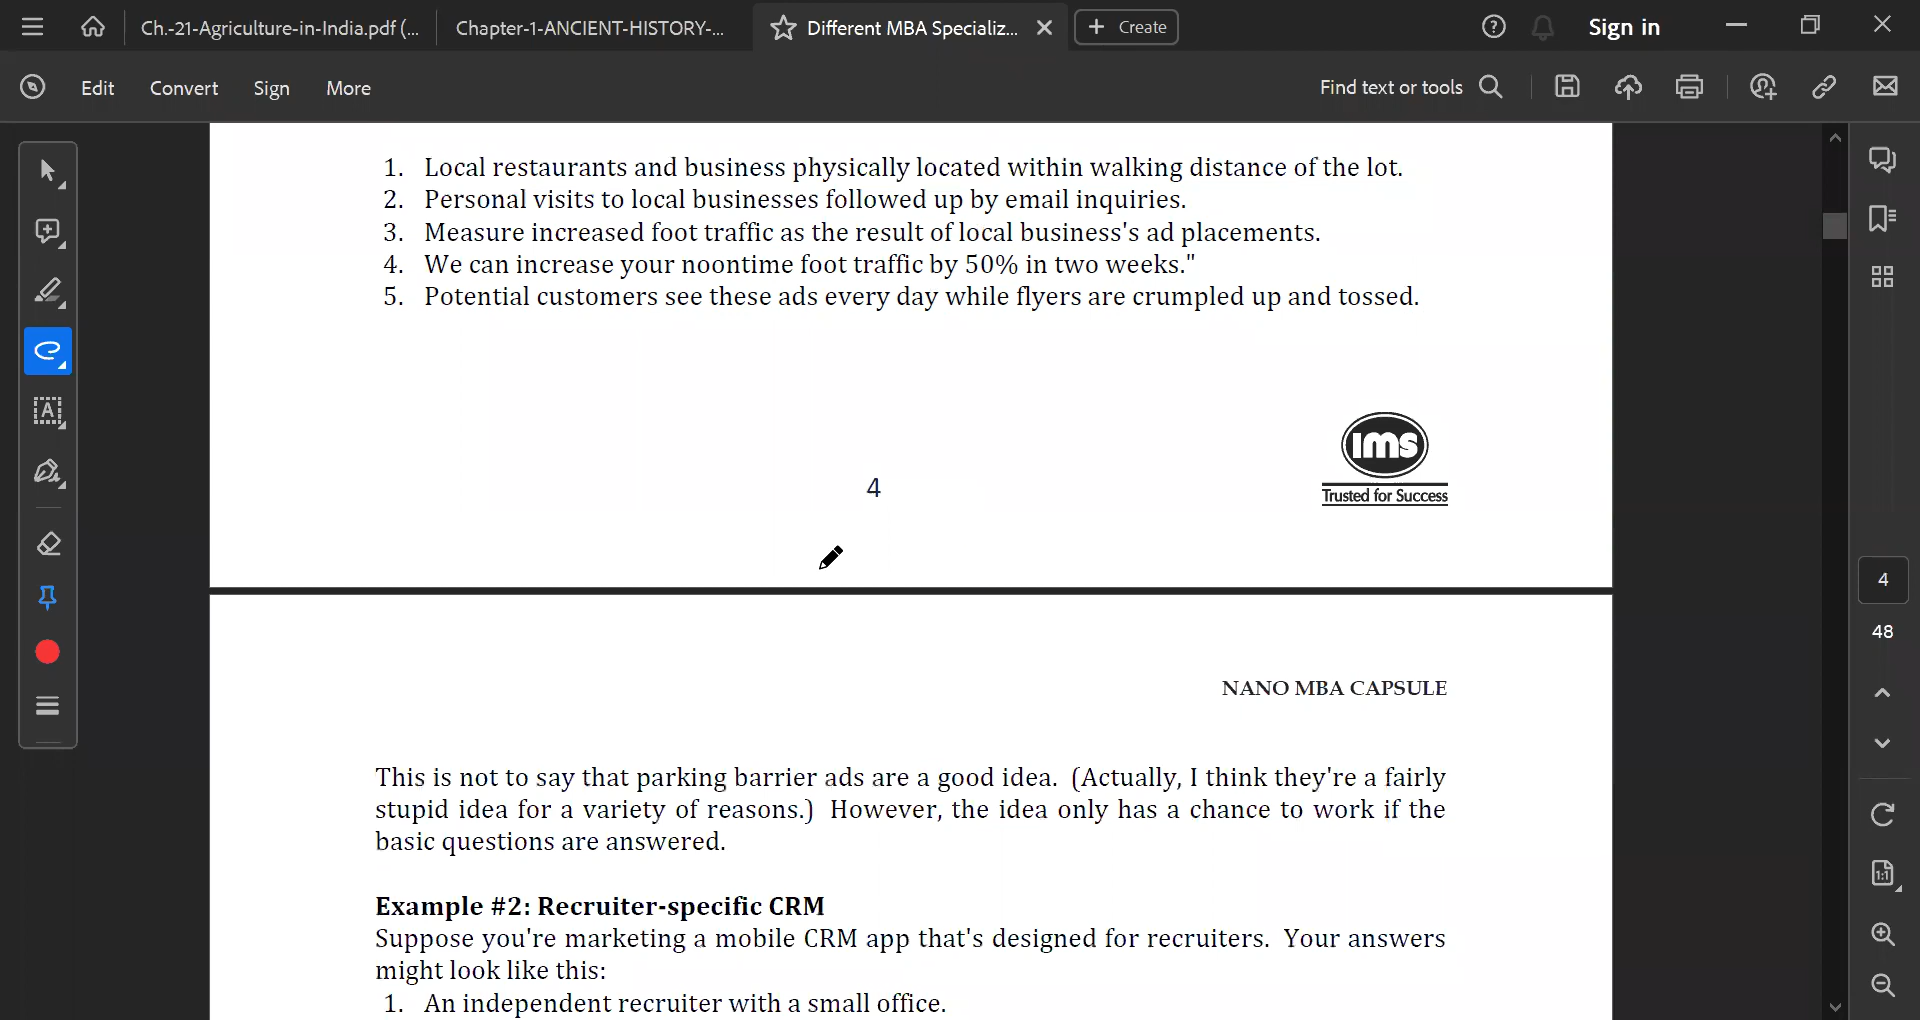 Ch.-21-Agriculture-in-India.pdf (...
Chapter-1-ANCIENT-HISTORY-...
Different MBA Specializ...
Create
Sign in
Edit
Convert
Sign
More
Find text or tools
1. Local restaurants and business physically located within walking distance of the lot.
2. Personal visits to local businesses followed up by email inquiries.
3. Measure increased foot traffic as the result of local business's ad placements.
4. We can increase your noontime foot traffic by 50% in two weeks."
5. Potential customers see these ads every day while flyers are crumpled up and tossed.
ims
Trusted for Success
4
4
48
NANO MBA CAPSULE
This is not to say that parking barrier ads are a good idea. (Actually, I think they're a fairly
stupid idea for a variety of reasons.) However, the idea only has a chance to work if the
basic questions are answered.
Example #2: Recruiter-specific CRM
Suppose you're marketing a mobile CRM app that's designed for recruiters. Your answers
might look like this:
1. An independent recruiter with a small office.
1:1